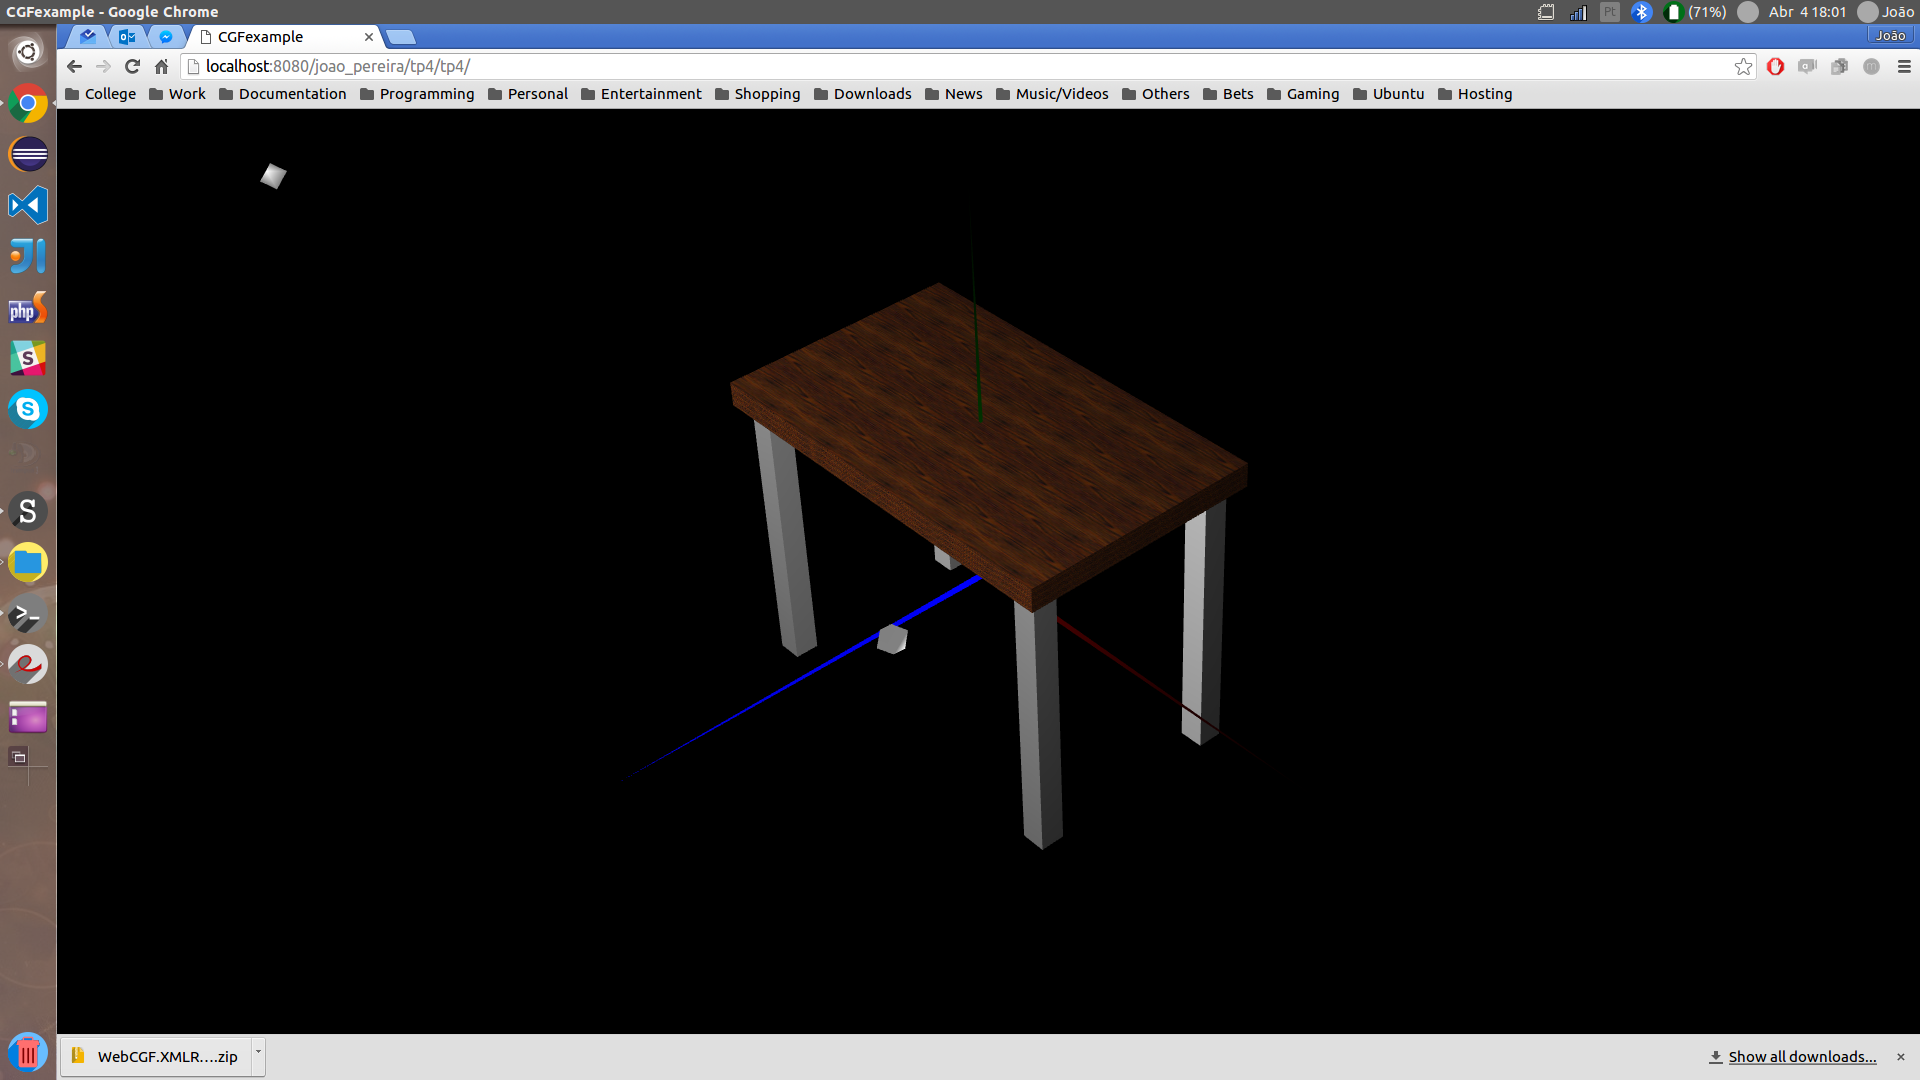 CGFexample - Google Chrome
Pt
(71%)
Abr 4 18:01
João
CGFexample
João
localhost:8080/joao_pereira/tp4/tp4/
College
Work
Documentation
Programming
Personal
Entertainment
Shopping
Downloads
News
Music/Videos
Others
Bets
Gaming
Ubuntu
Hosting
JI
php
S
S
S
WebCGF.XMLR....zip
Show all downloads...